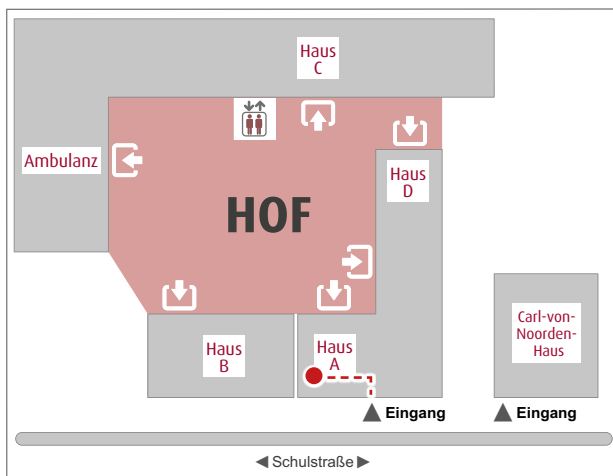 Haus
C
Ambulanz
Haus
D
HOF
Haus
B
Haus
A
Carl-von-
Noorden-
Haus
Eingang
Eingang
Schulstraße